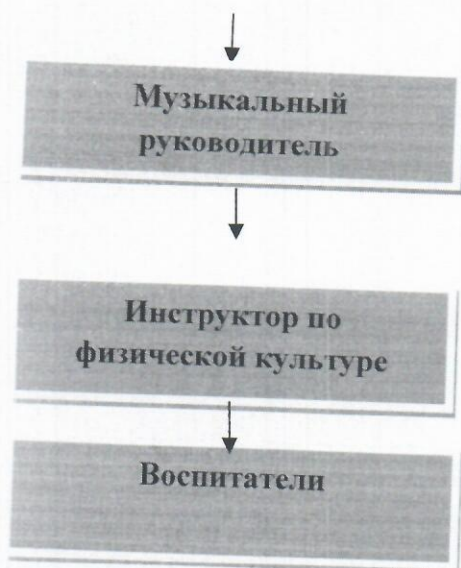 Музыкальный
руководитель
Инструктор по
физической культуре
Воспитатели